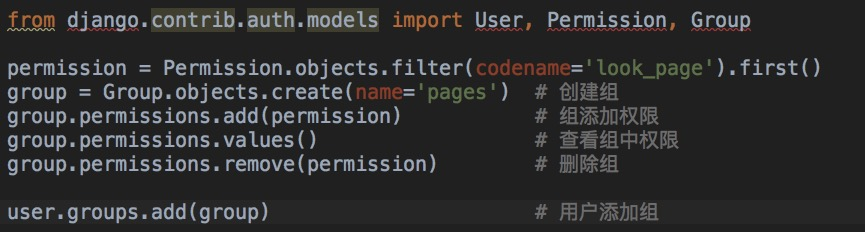 from django.contrib.auth.models import User, Permission, Group
permission = Permission.objects.filter(codename='look_page').first()
group = Group.objects.create(name='pages')  # 创建组
group.permissions.add(permission)           # 组添加权限
group.permissions.values()                  # 查看组中权限
group.permissions.remove(permission)        # 删除组
user.groups.add(group)                      # 用户添加组